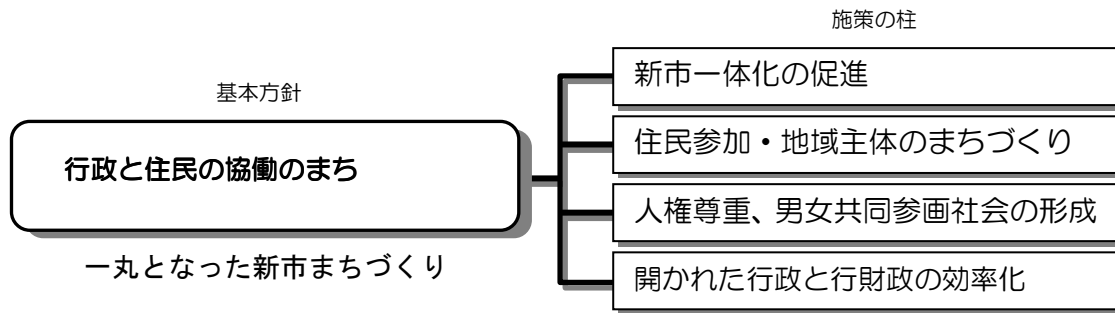 施策の柱
基本方針
行政と住民の協働のまち
一丸となった新市まちづくり
新市一体化の促進
住民参加・地域主体のまちづくり
人権尊重、男女共同参画社会の形成
開かれた行政と行財政の効率化